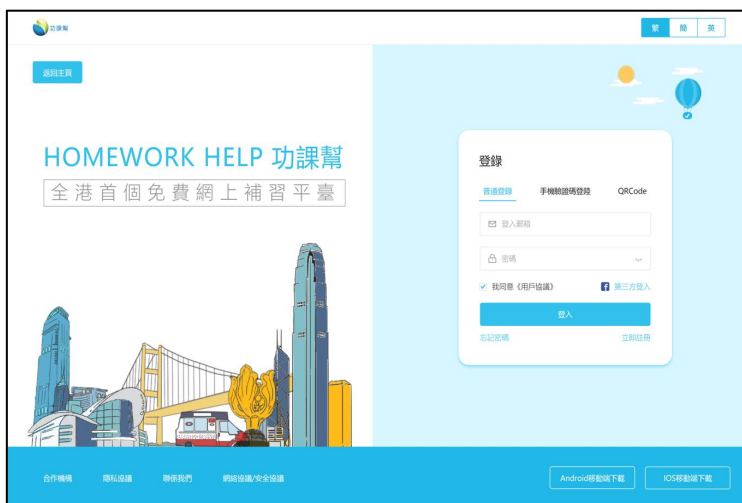 功課幫
繁 簡 英
返回主頁
HOMEWORK HELP 功課幫
全港首個免費網上補習平臺
登錄
普通登錄 手機驗證碼登陸 QRCode
登入郵箱
密碼
我同意《用戶協議》 第三方登入
登入
忘記密碼 立即註冊
合作機構 隱私協議 聯係我們 網絡協議/安全協議 Android移動端下載 IOS移動端下載